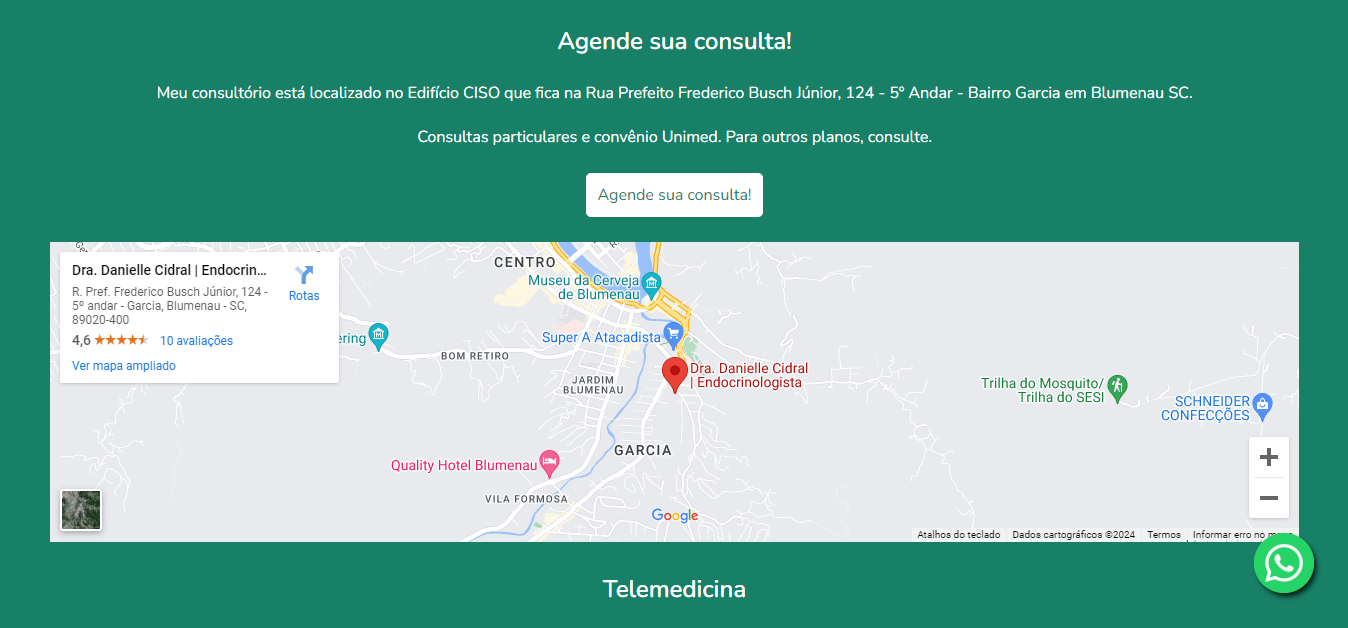 Agende sua consulta!
Meu consultório está localizado no Edifício CISO que fica na Rua Prefeito Frederico Busch Júnior, 124 - 5º Andar - Bairro Garcia em Blumenau SC.
Consultas particulares e convênio Unimed. Para outros planos, consulte.
Agende sua consulta!
Dra. Danielle Cidral | Endocrin...
R. Pref. Frederico Busch Júnior, 124 -
5º andar - Garcia, Blumenau - SC,
89020-400
4,6
10 avaliações
Ver mapa ampliado
Rotas
CENTRO
Museu da Cerveja
de Blumenau
Super A Atacadista
ering
BOM RETIRO
Dra. Danielle Cidral
| Endocrinologista
JARDIM
BLUMENAU
Trilha do Mosquito/
Trilha do SESI
SCHNEIDER
CONFECÇÕES
GARCIA
Quality Hotel Blumenau
VILA FORMOSA
Google
Atalhos do teclado
Dados cartográficos ©2024
Termos
Informar erro no
Telemedicina